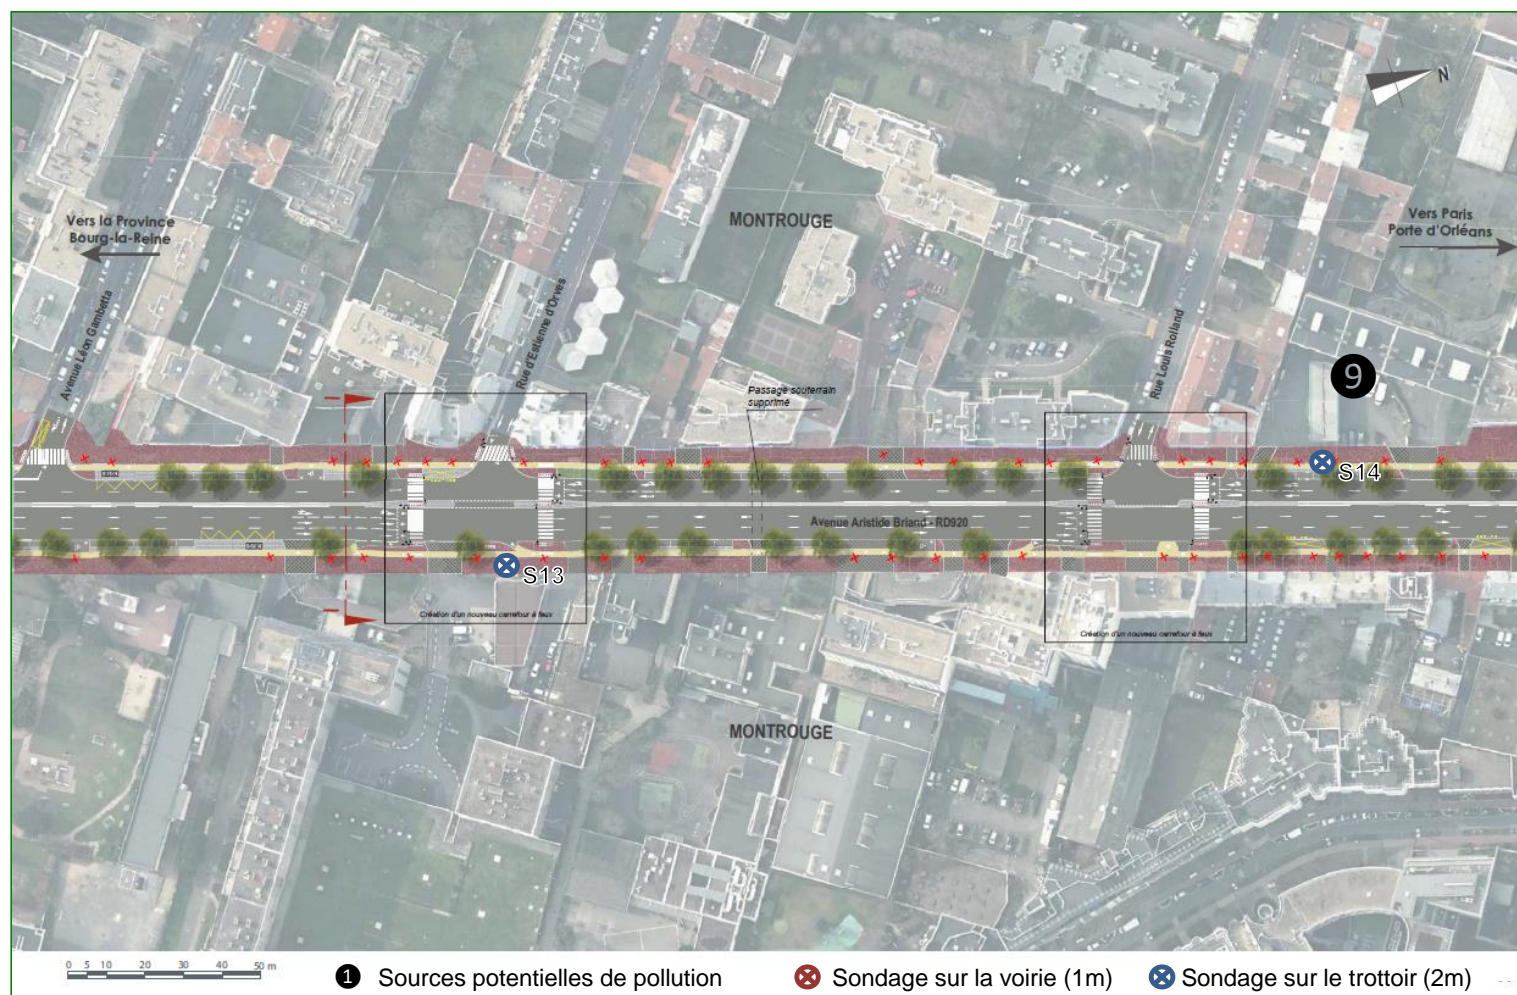 N
Vers la Province
Bourg-la-Reine
MONTROUGE
Vers Paris
Porte d'Orléans
Avenue Léon Gambetta
Rue d'Estienne d'Orves
Rue Louis Rolland
9
Passage souterrain
supprimé
S14
Avenue Aristide Briand - RD920
S13
Création d'un nouveau carrefour à feux
Création d'un nouveau carrefour à feux
MONTROUGE
0 5 10 20 30 40 50 m
1 Sources potentielles de pollution
Sondage sur la voirie (1m)
Sondage sur le trottoir (2m)